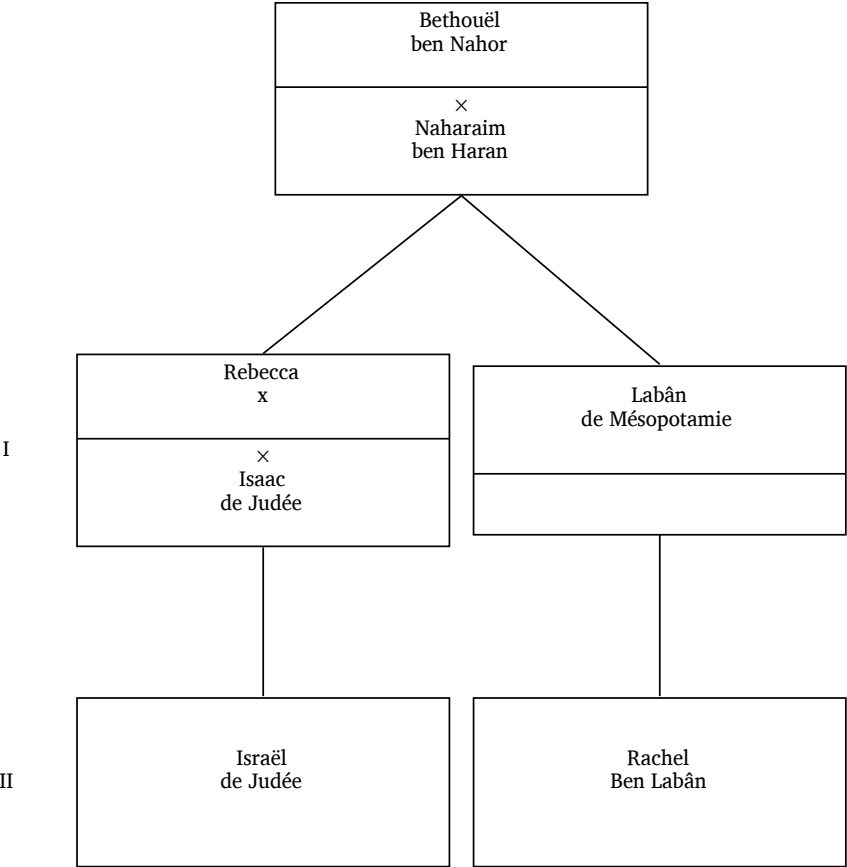 Bethouël
ben Nahor
×
Naharaim
ben Haran
I
Rebecca
x
×
Isaac
de Judée
Labân
de Mésopotamie
II
Israël
de Judée
Rachel
Ben Labân